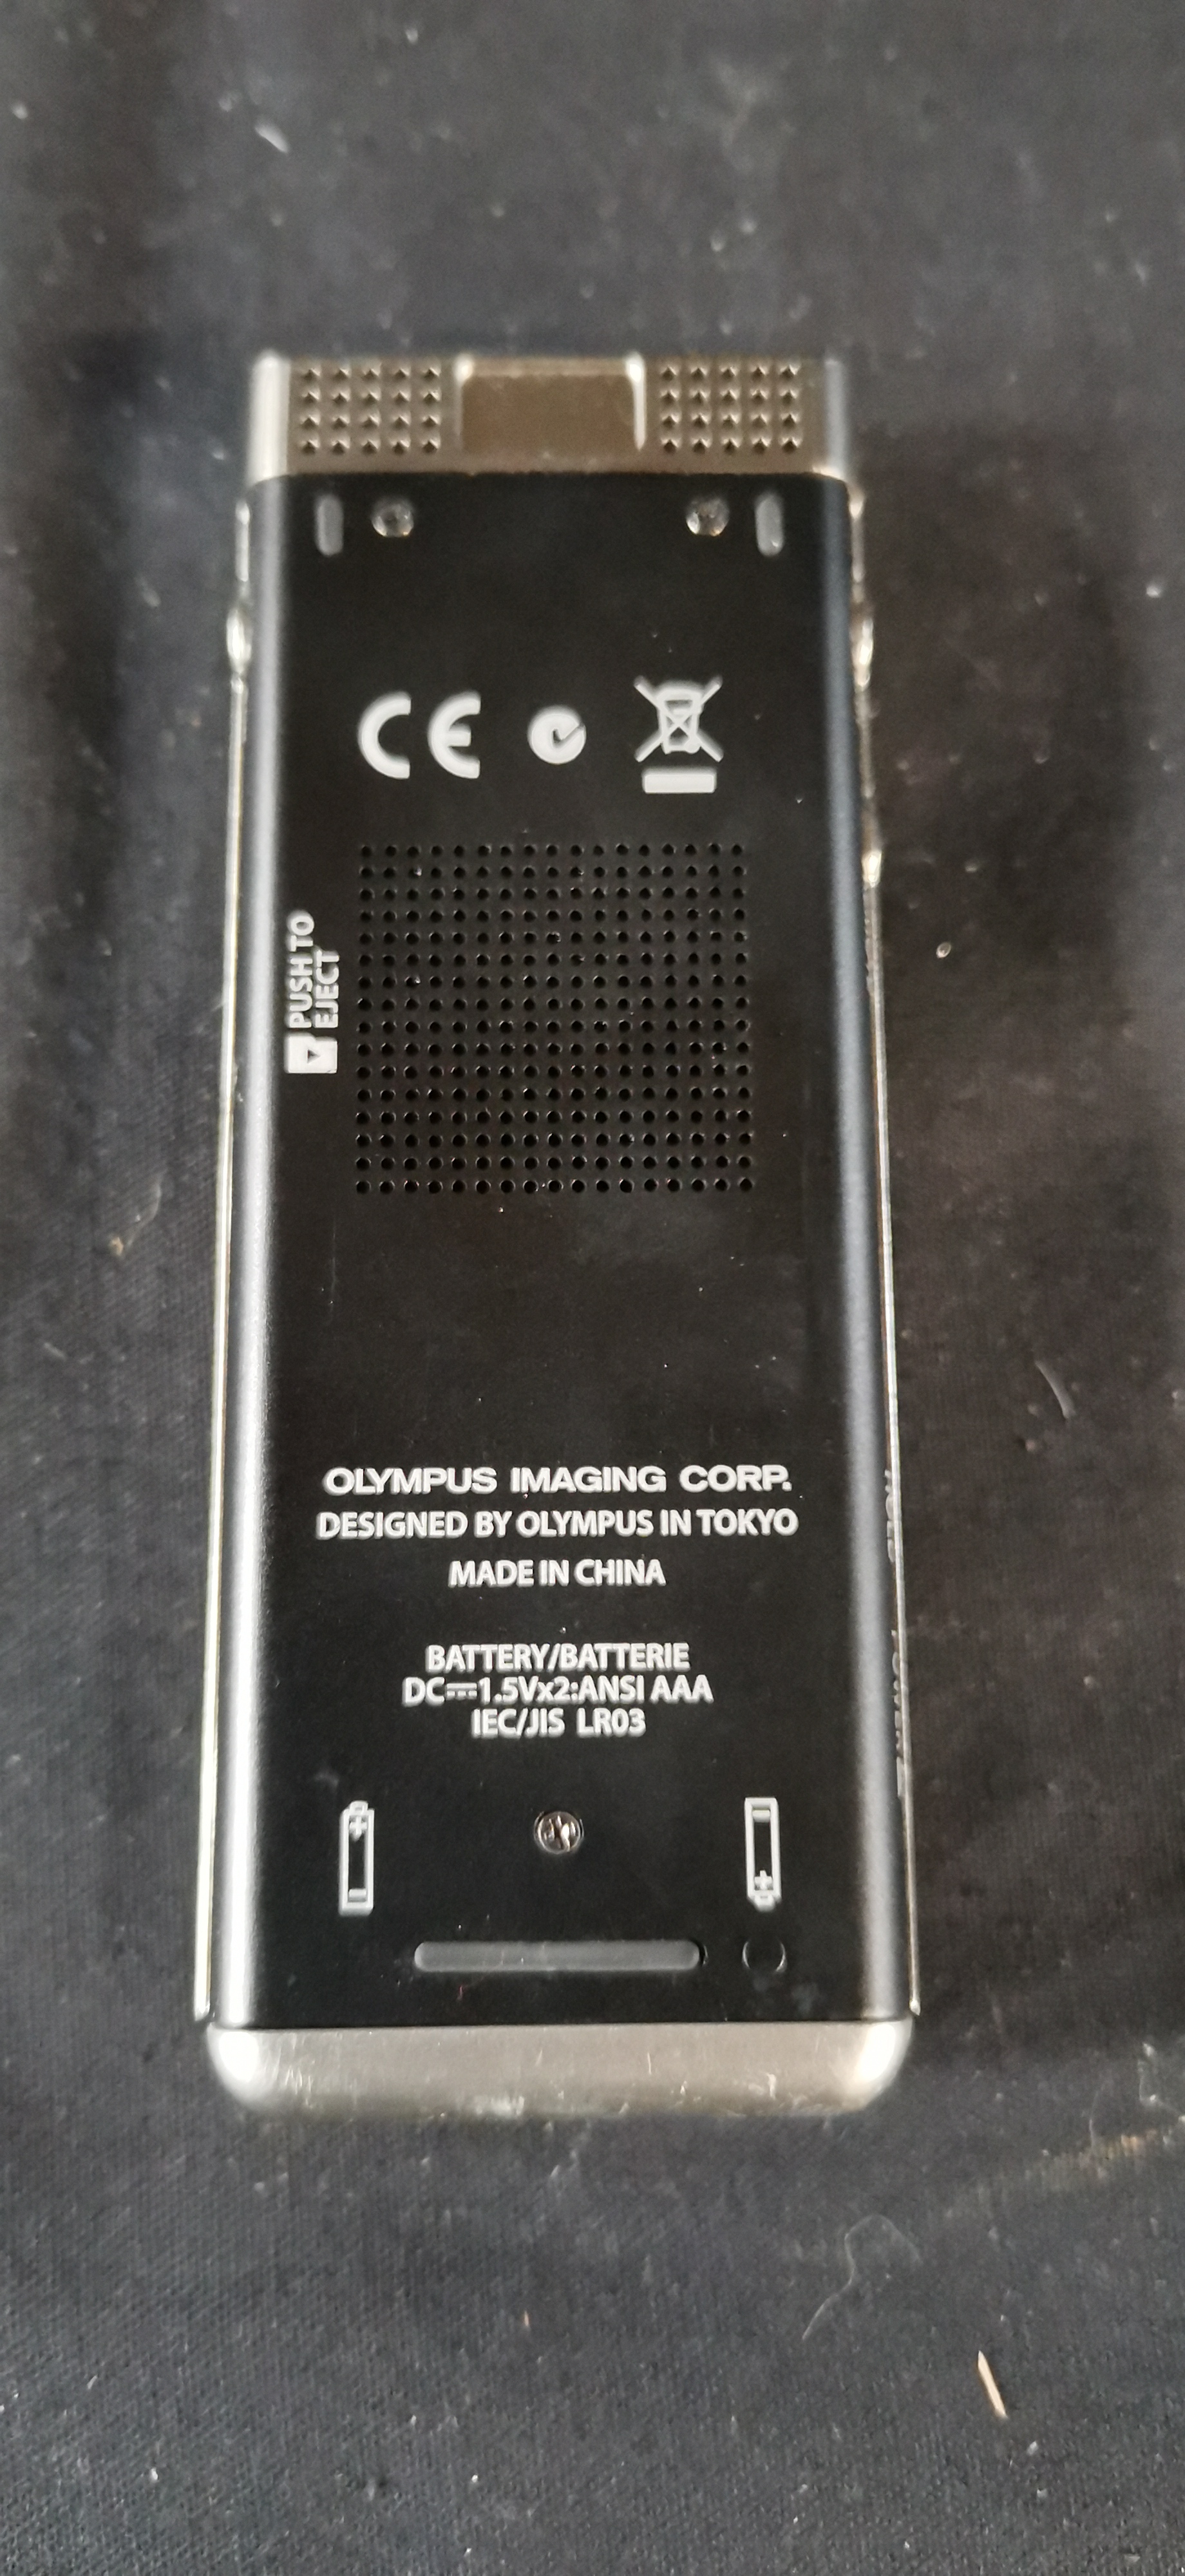 CE
PUSH TO
EJECT
OLYMPUS IMAGING CORP.
DESIGNED BY OLYMPUS IN TOKYO
MADE IN CHINA
BATTERY/BATTERIE
DC⎓1.5Vx2:ANSI AAA
IEC/JIS LR03